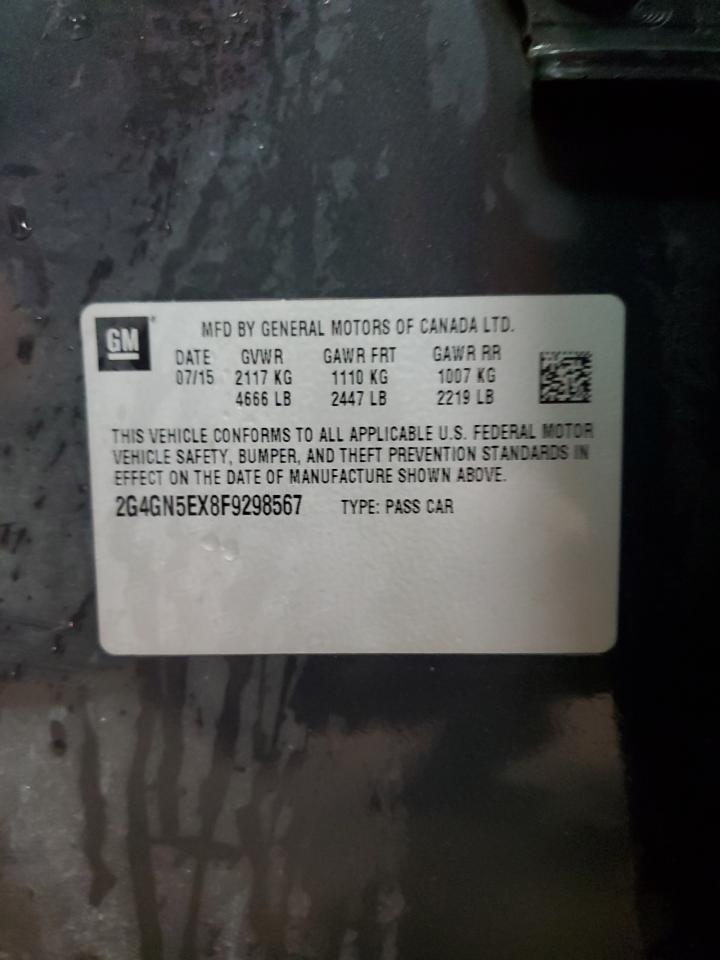 GM
MFD BY GENERAL MOTORS OF CANADA LTD.
DATE GVWR GAWR FRT GAWR RR
07/15 2117 KG 1110 KG 1007 KG
4666 LB 2447 LB 2219 LB
THIS VEHICLE CONFORMS TO ALL APPLICABLE U.S. FEDERAL MOTOR
VEHICLE SAFETY, BUMPER, AND THEFT PREVENTION STANDARDS IN
EFFECT ON THE DATE OF MANUFACTURE SHOWN ABOVE.
2G4GN5EX8F9298567 TYPE: PASS CAR